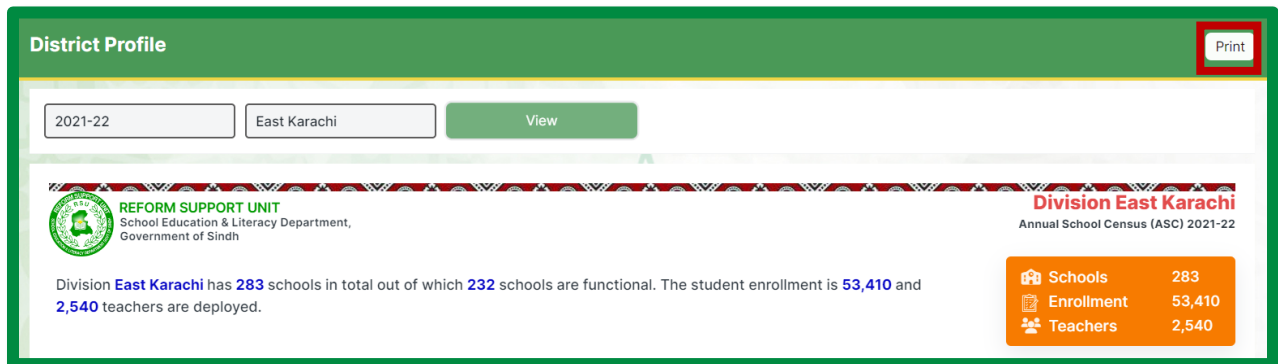 District Profile
Print
2021-22
East Karachi
View
REFORM SUPPORT UNIT
School Education & Literacy Department,
Government of Sindh
Division East Karachi
Annual School Census (ASC) 2021-22
Division East Karachi has 283 schools in total out of which 232 schools are functional. The student enrollment is 53,410 and
2,540 teachers are deployed.
Schools 283
Enrollment 53,410
Teachers 2,540